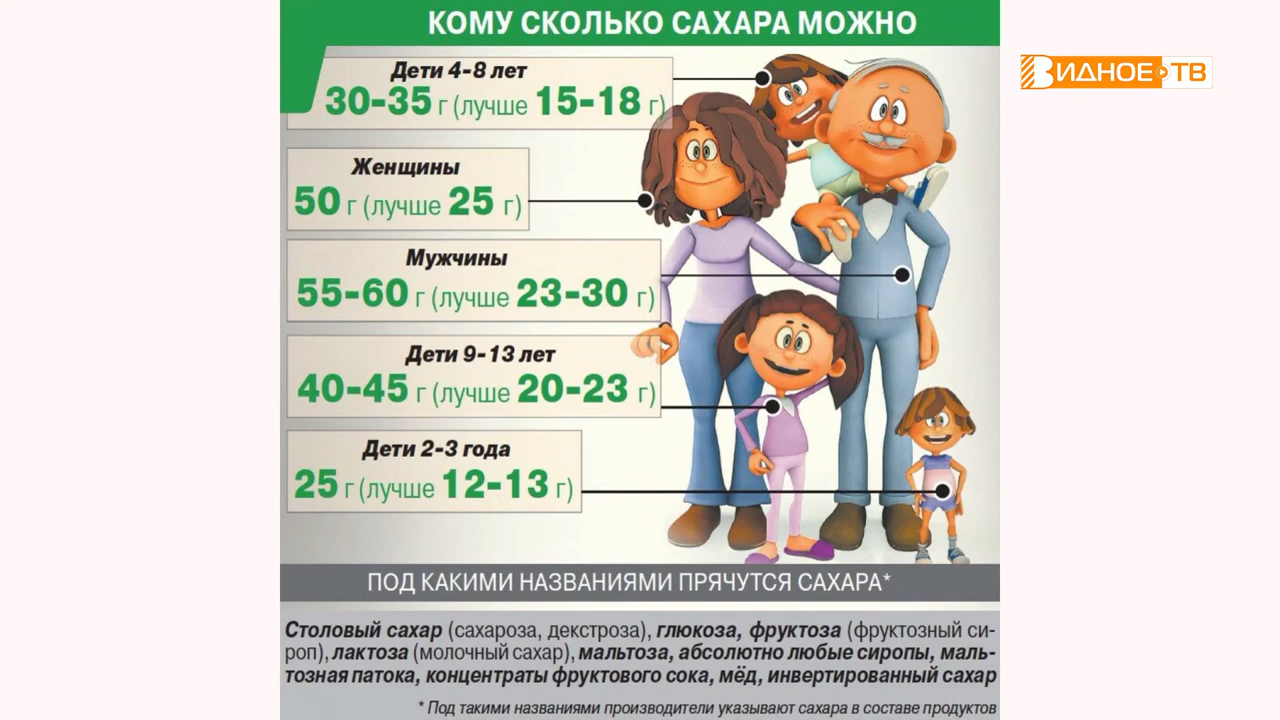 КОМУ СКОЛЬКО САХАРА МОЖНО
ВИДНОЕ ТВ
Дети 4-8 лет
30-35 г (лучше 15-18 г)
Женщины
50 г (лучше 25 г)
Мужчины
55-60 г (лучше 23-30 г)
Дети 9-13 лет
40-45 г (лучше 20-23 г)
Дети 2-3 года
25 г (лучше 12-13 г)
ПОД КАКИМИ НАЗВАНИЯМИ ПРЯЧУТСЯ САХАРА*
Столовый сахар (сахароза, декстроза), глюкоза, фруктоза (фруктозный си-
роп), лактоза (молочный сахар), мальтоза, абсолютно любые сиропы, маль-
тозная патока, концентраты фруктового сока, мёд, инвертированный сахар
* Под такими названиями производители указывают сахара в составе продуктов